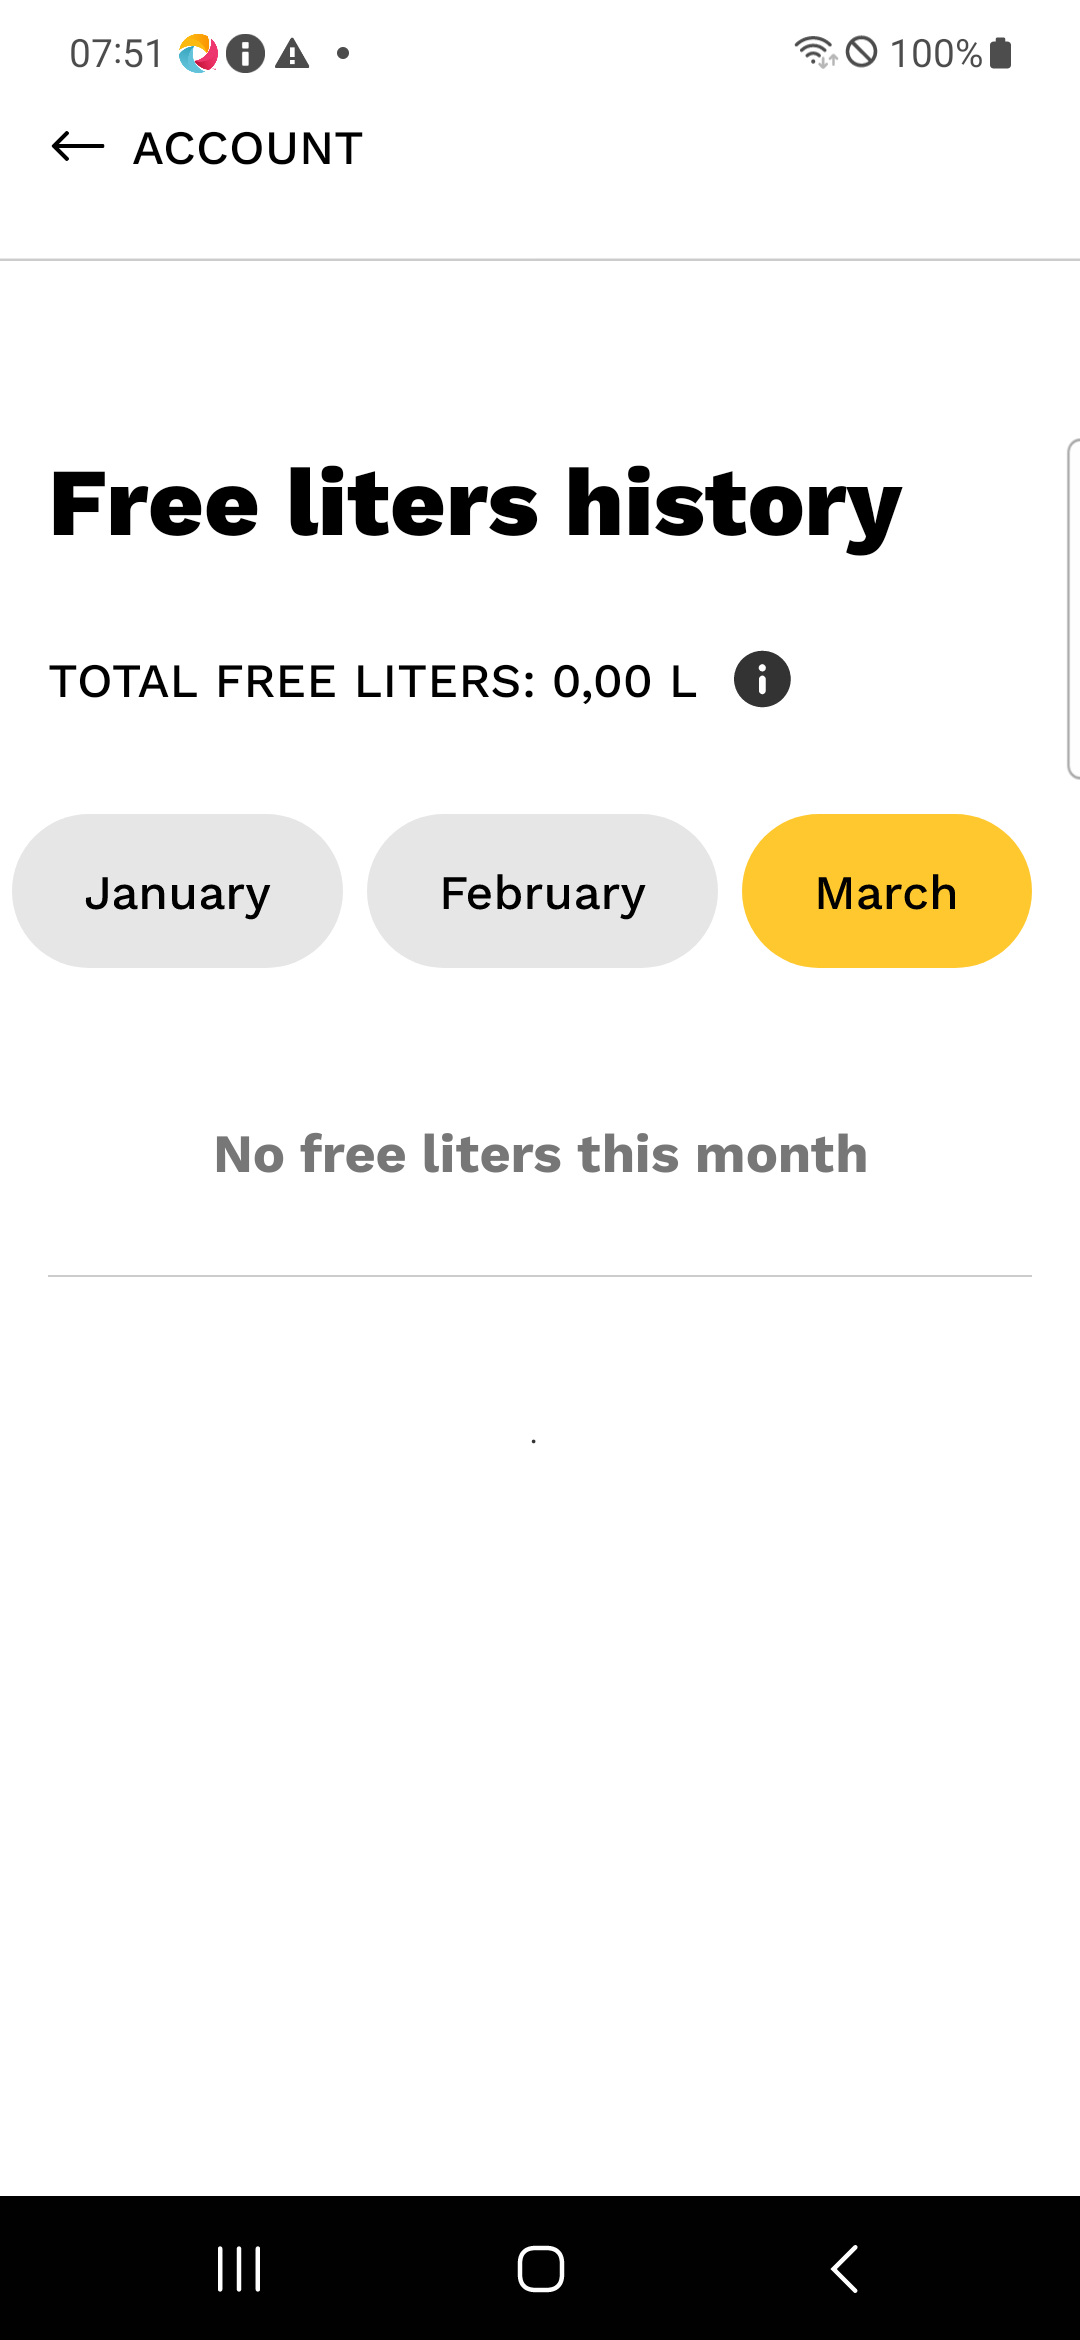 07:51 100%
ACCOUNT
Free liters history
TOTAL FREE LITERS: 0,00 L
January February March
No free liters this month
.